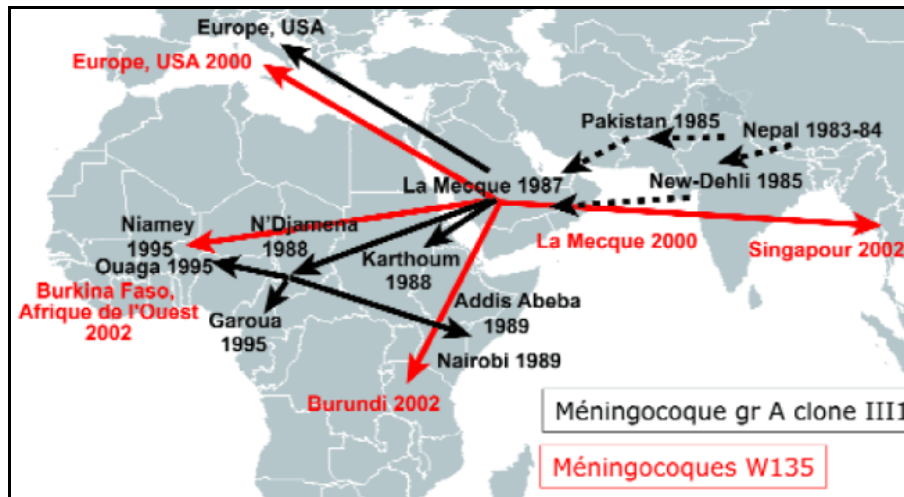 Europe, USA
Europe, USA 2000
Pakistan 1985
Nepal 1983-84
La Mecque 1987
New-Dehli 1985
Niamey
1995
N'Djamena
1988
Karthoum
1988
La Mecque 2000
Singapour 2002
Ouaga 1995
Burkina Faso,
Afrique de l'Ouest
2002
Garoua
1995
Addis Abeba
1989
Nairobi 1989
Burundi 2002
Méningocoque gr A clone III1
Méningocoques W135